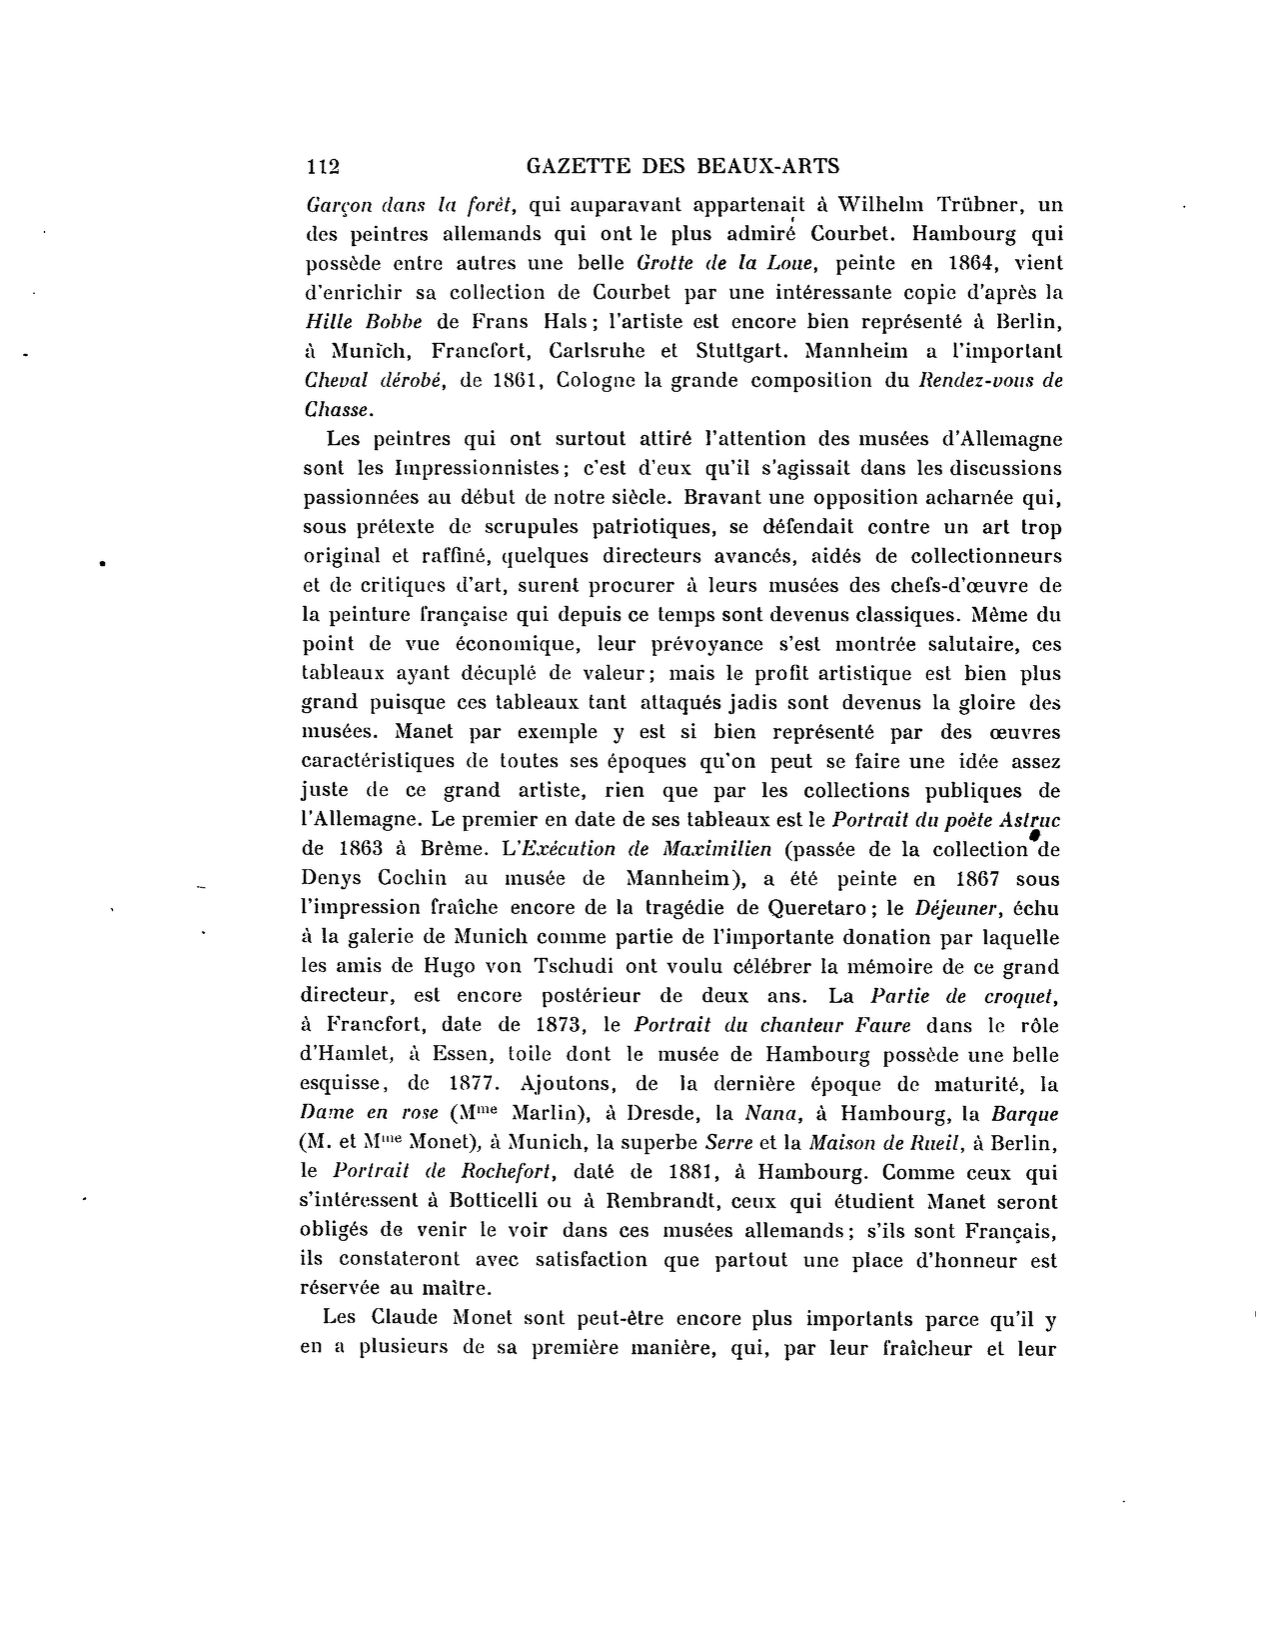 112 GAZETTE DES BEAUX-ARTS
Garçon dans la forêt, qui auparavant appartenait à Wilhelm Trübner, un
des peintres allemands qui ont le plus admiré Courbet. Hambourg qui
possède entre autres une belle Grotte de la Loue, peinte en 1864, vient
d'enrichir sa collection de Courbet par une intéressante copie d'après la
Hille Bobbe de Frans Hals ; l'artiste est encore bien représenté à Berlin,
à Munich, Francfort, Carlsruhe et Stuttgart. Mannheim a l'important
Cheval dérobé, de 1861, Cologne la grande composition du Rendez-vous de
Chasse.
Les peintres qui ont surtout attiré l'attention des musées d'Allemagne
sont les Impressionnistes ; c'est d'eux qu'il s'agissait dans les discussions
passionnées au début de notre siècle. Bravant une opposition acharnée qui,
sous prétexte de scrupules patriotiques, se défendait contre un art trop
original et raffiné, quelques directeurs avancés, aidés de collectionneurs
et de critiques d'art, surent procurer à leurs musées des chefs-d'œuvre de
la peinture française qui depuis ce temps sont devenus classiques. Même du
point de vue économique, leur prévoyance s'est montrée salutaire, ces
tableaux ayant décuplé de valeur ; mais le profit artistique est bien plus
grand puisque ces tableaux tant attaqués jadis sont devenus la gloire des
musées. Manet par exemple y est si bien représenté par des œuvres
caractéristiques de toutes ses époques qu'on peut se faire une idée assez
juste de ce grand artiste, rien que par les collections publiques de
l'Allemagne. Le premier en date de ses tableaux est le Portrait du poète Astruc
de 1863 à Brême. L'Exécution de Maximilien (passée de la collection de
Denys Cochin au musée de Mannheim), a été peinte en 1867 sous
l'impression fraîche encore de la tragédie de Queretaro ; le Déjeuner, échu
à la galerie de Munich comme partie de l'importante donation par laquelle
les amis de Hugo von Tschudi ont voulu célébrer la mémoire de ce grand
directeur, est encore postérieur de deux ans. La Partie de croquet,
à Francfort, date de 1873, le Portrait du chanteur Faure dans le rôle
d'Hamlet, à Essen, toile dont le musée de Hambourg possède une belle
esquisse, de 1877. Ajoutons, de la dernière époque de maturité, la
Dame en rose (Mme Marlin), à Dresde, la Nana, à Hambourg, la Barque
(M. et Mme Monet), à Munich, la superbe Serre et la Maison de Rueil, à Berlin,
le Portrait de Rochefort, daté de 1881, à Hambourg. Comme ceux qui
s'intéressent à Botticelli ou à Rembrandt, ceux qui étudient Manet seront
obligés de venir le voir dans ces musées allemands ; s'ils sont Français,
ils constateront avec satisfaction que partout une place d'honneur est
réservée au maître.
Les Claude Monet sont peut-être encore plus importants parce qu'il y
en a plusieurs de sa première manière, qui, par leur fraîcheur et leur